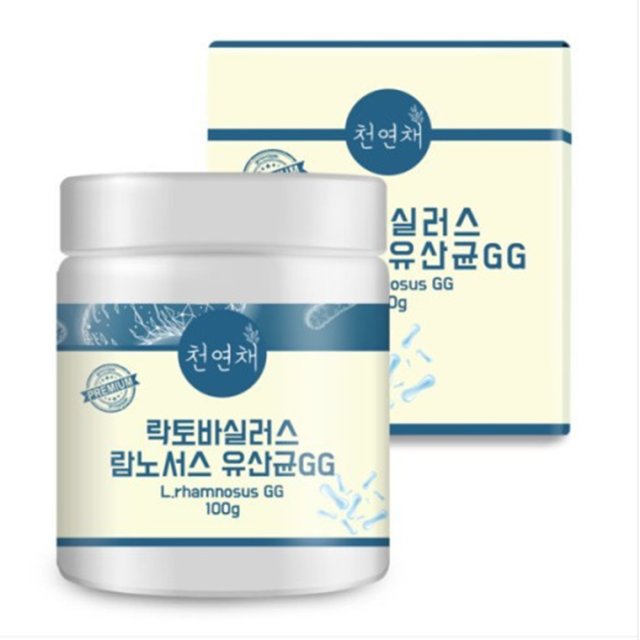 천연채
실러스
유산균GG
osus GG
0g
천연채
PREMIUM
락토바실러스
람노서스 유산균GG
L.rhamnosus GG
100g